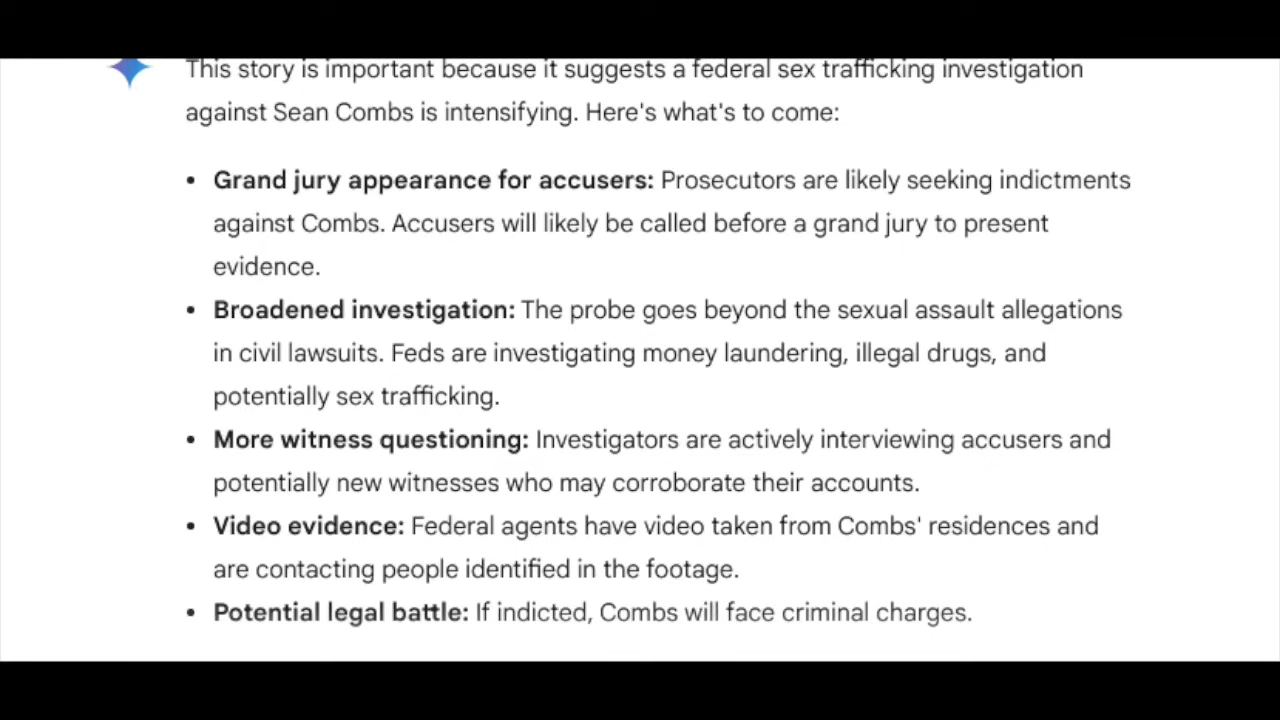 This story is important because it suggests a federal sex trafficking investigation
against Sean Combs is intensifying. Here's what's to come:
• Grand jury appearance for accusers: Prosecutors are likely seeking indictments
against Combs. Accusers will likely be called before a grand jury to present
evidence.
• Broadened investigation: The probe goes beyond the sexual assault allegations
in civil lawsuits. Feds are investigating money laundering, illegal drugs, and
potentially sex trafficking.
• More witness questioning: Investigators are actively interviewing accusers and
potentially new witnesses who may corroborate their accounts.
• Video evidence: Federal agents have video taken from Combs' residences and
are contacting people identified in the footage.
• Potential legal battle: If indicted, Combs will face criminal charges.